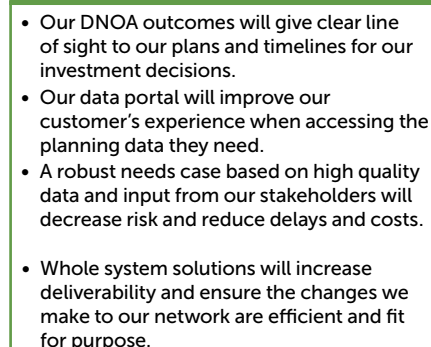 • Our DNOA outcomes will give clear line
of sight to our plans and timelines for our
investment decisions.
• Our data portal will improve our
customer's experience when accessing the
planning data they need.
• A robust needs case based on high quality
data and input from our stakeholders will
decrease risk and reduce delays and costs.
• Whole system solutions will increase
deliverability and ensure the changes we
make to our network are efficient and fit
for purpose.